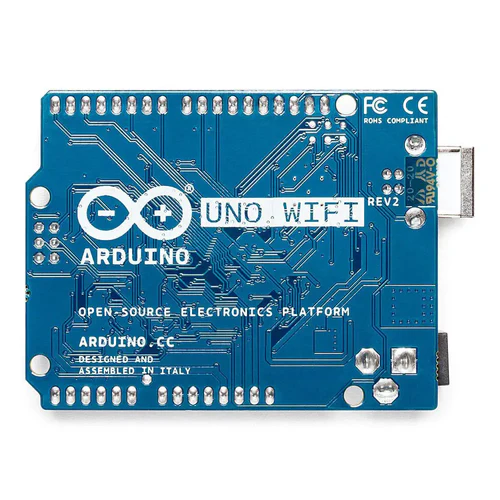 FC CE
ROHS COMPLIANT
REV2
UNO WIFI
®
ARDUINO
OPEN-SOURCE ELECTRONICS PLATFORM
ARDUINO.CC
DESIGNED AND
ASSEMBLED IN ITALY